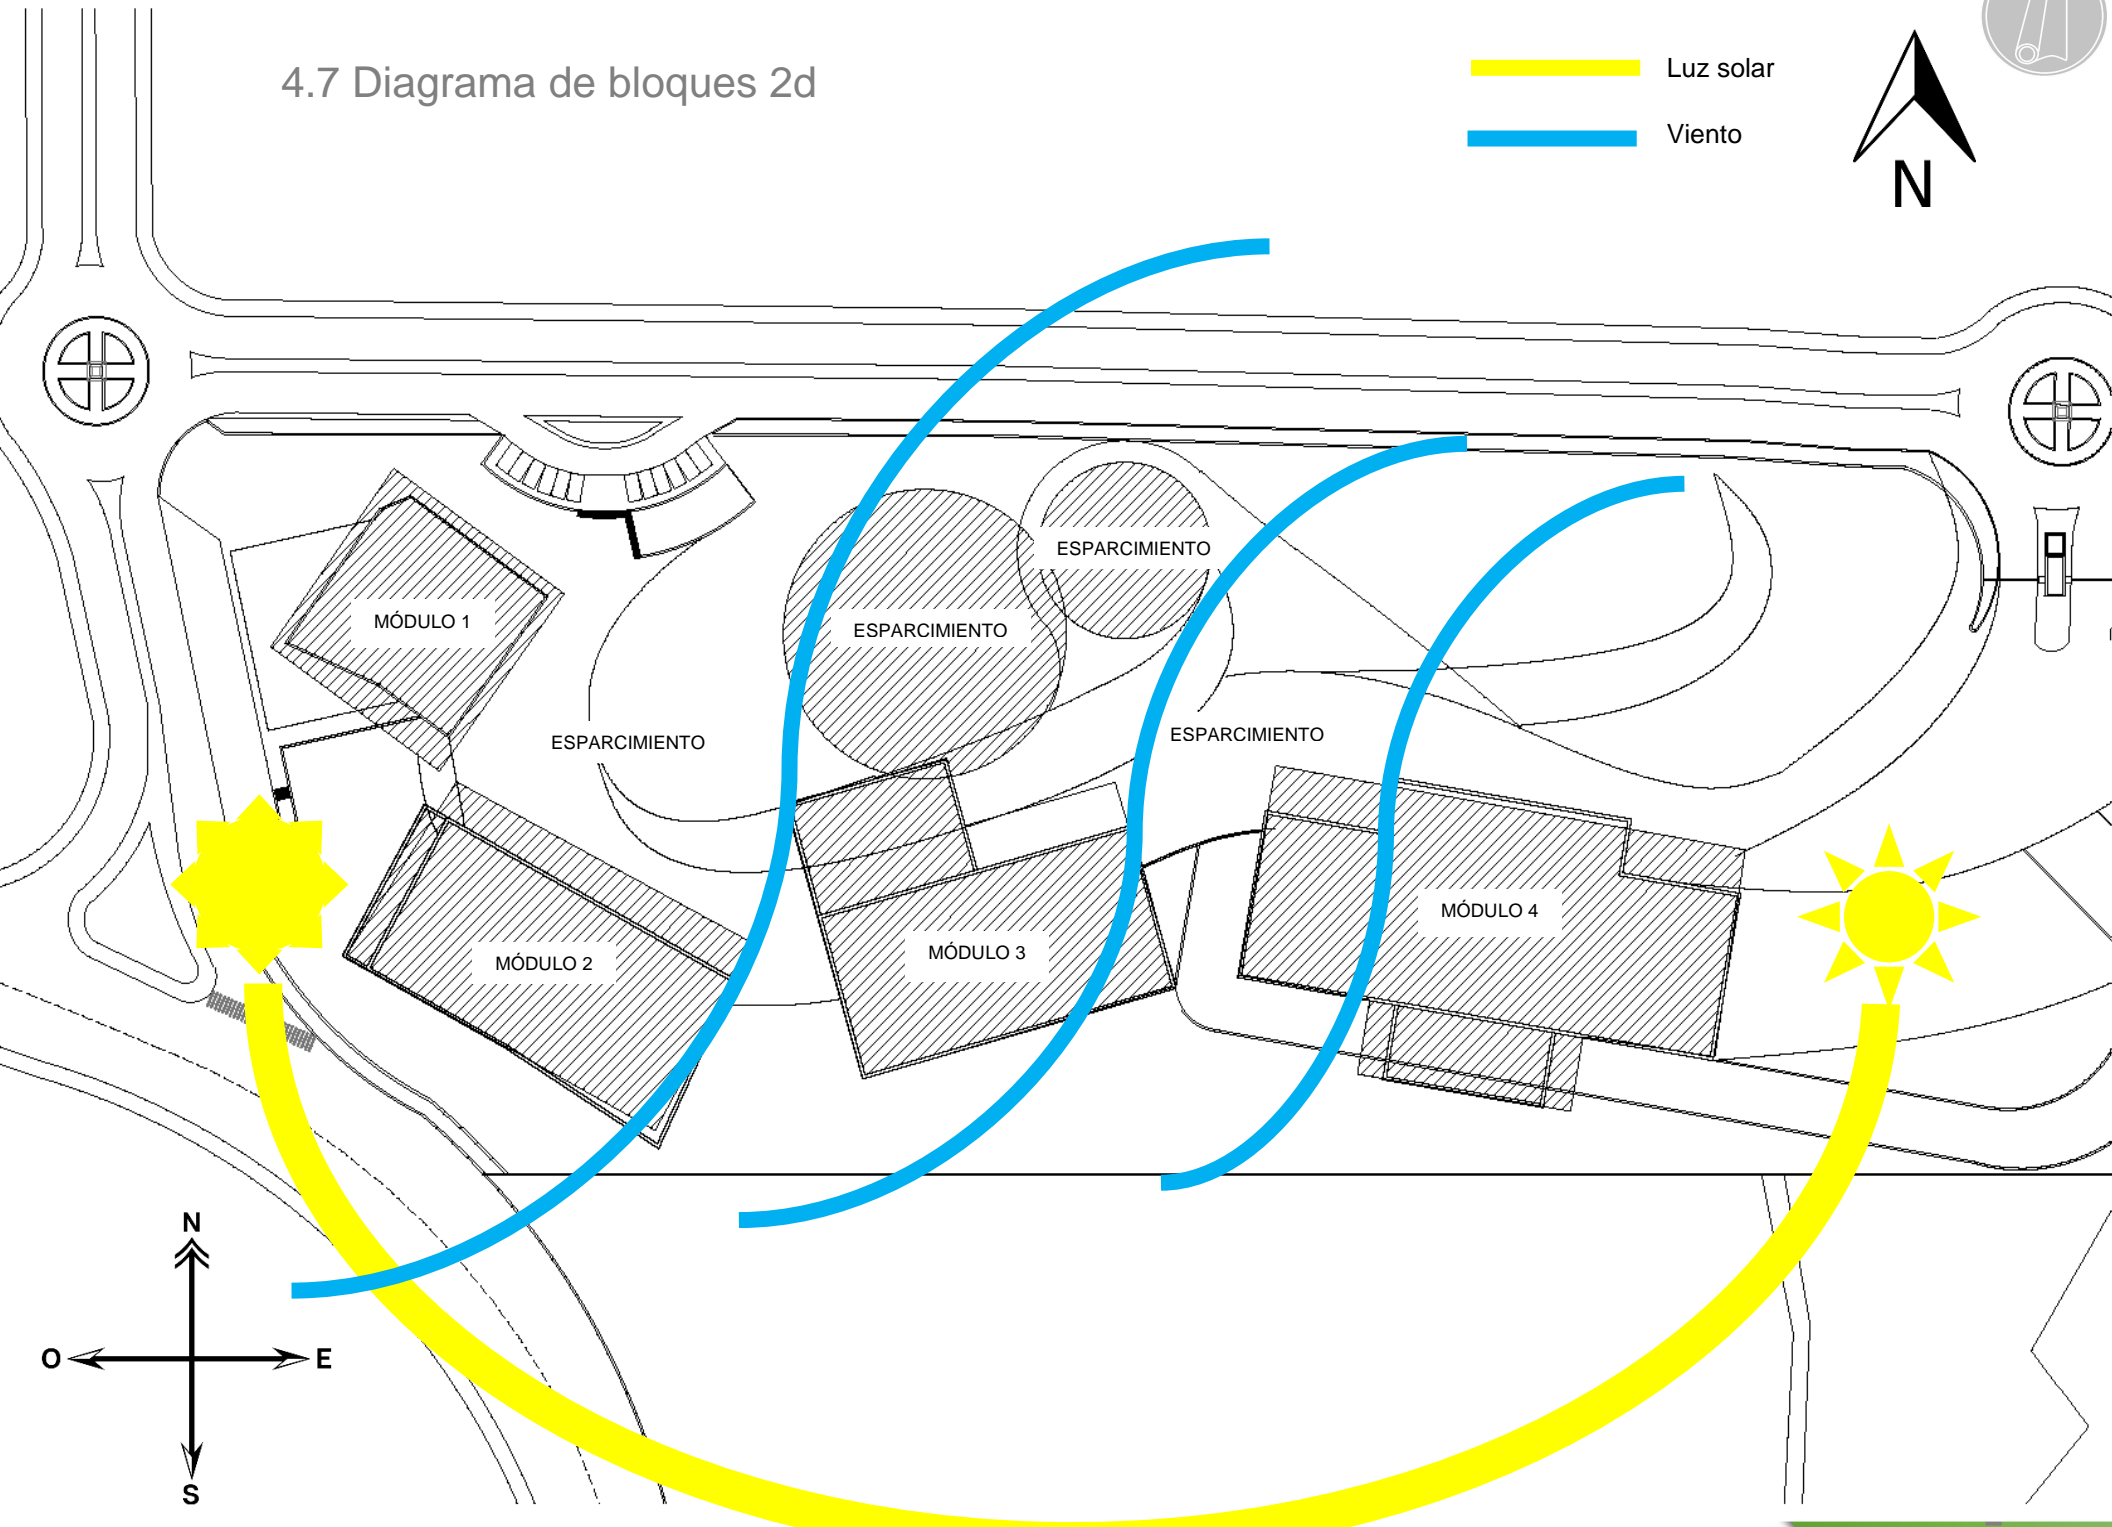 4.7 Diagrama de bloques 2d
Luz solar
Viento
N
ESPARCIMIENTO
MÓDULO 1
ESPARCIMIENTO
ESPARCIMIENTO
ESPARCIMIENTO
MÓDULO 4
MÓDULO 3
MÓDULO 2
N
O
E
S